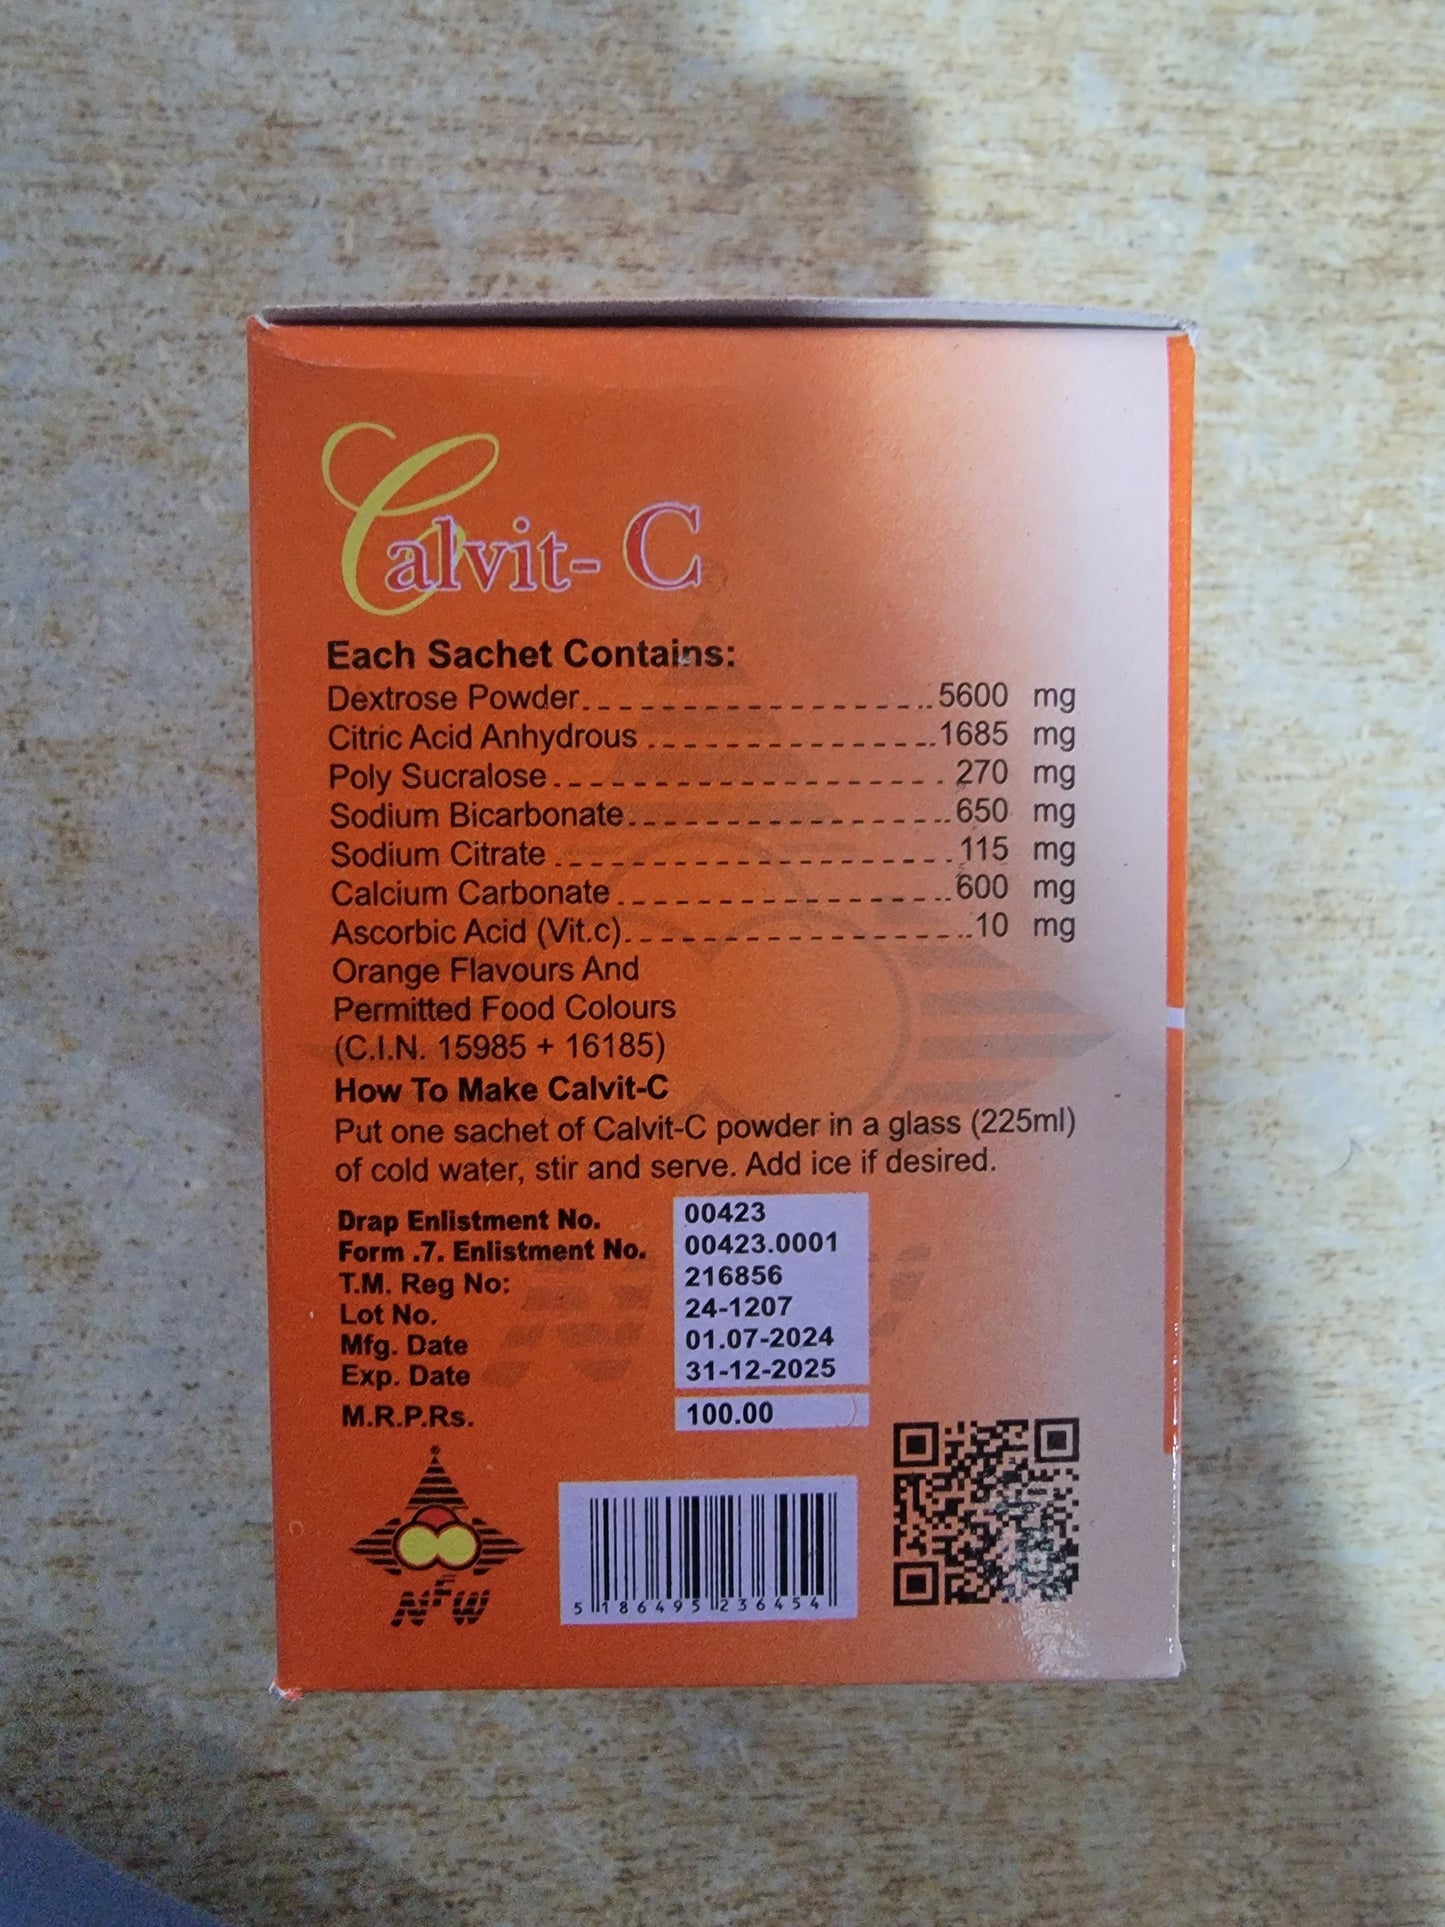 Calvit- C
Each Sachet Contains:
Dextrose Powder 5600 mg
Citric Acid Anhydrous 1685 mg
Poly Sucralose 270 mg
Sodium Bicarbonate 650 mg
Sodium Citrate 115 mg
Calcium Carbonate 600 mg
Ascorbic Acid (Vit.c) 10 mg
Orange Flavours And
Permitted Food Colours
(C.I.N. 15985 + 16185)
How To Make Calvit-C
Put one sachet of Calvit-C powder in a glass (225ml)
of cold water, stir and serve. Add ice if desired.
Drap Enlistment No. 00423
Form .7. Enlistment No. 00423.0001
T.M. Reg No: 216856
Lot No. 24-1207
Mfg. Date 01.07-2024
Exp. Date 31-12-2025
M.R.P.Rs. 100.00
NFW
5 186495 236454